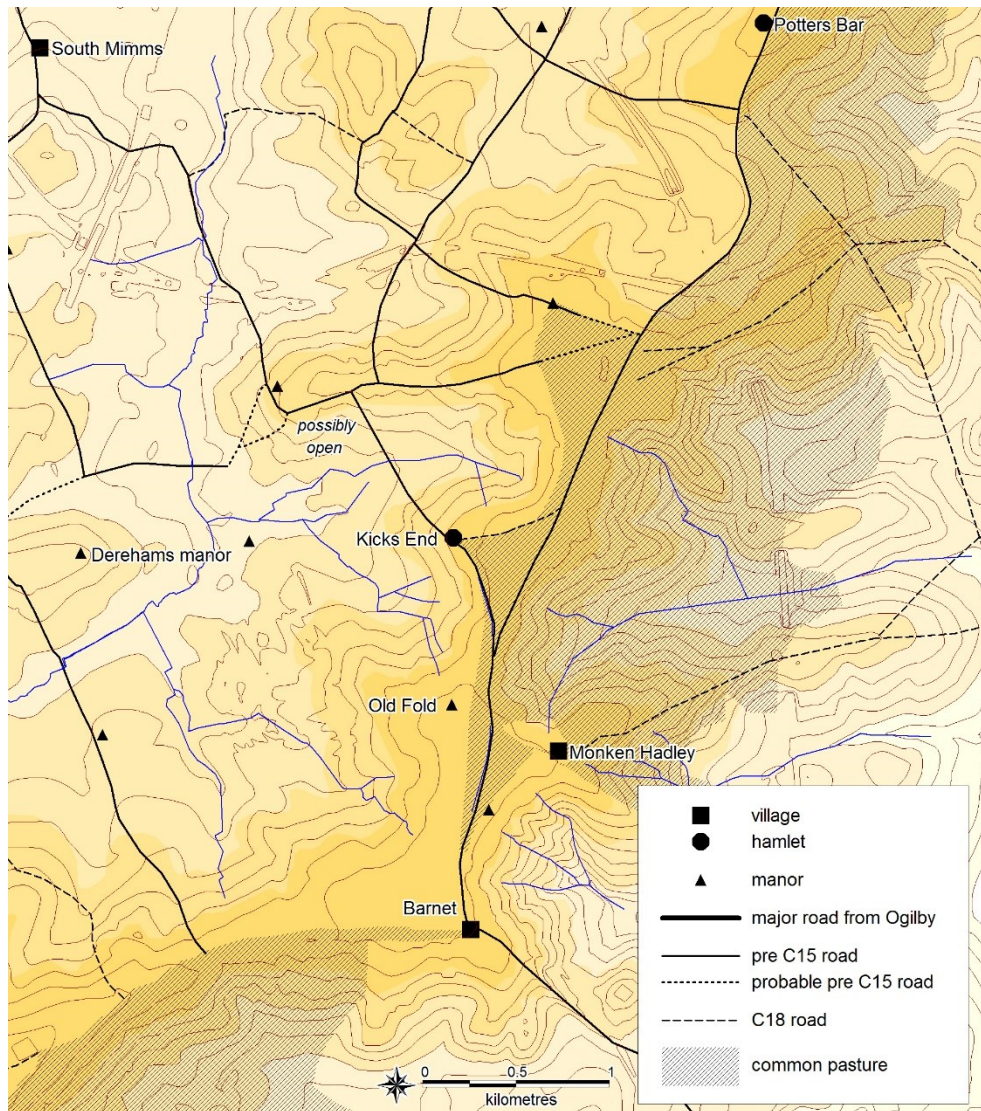 South Mimms
Potters Bar
possibly
open
Kicks End
Derehams manor
Old Fold
Monken Hadley
Barnet
village
hamlet
manor
major road from Ogilby
pre C15 road
probable pre C15 road
C18 road
common pasture
0 0.5 1
kilometres